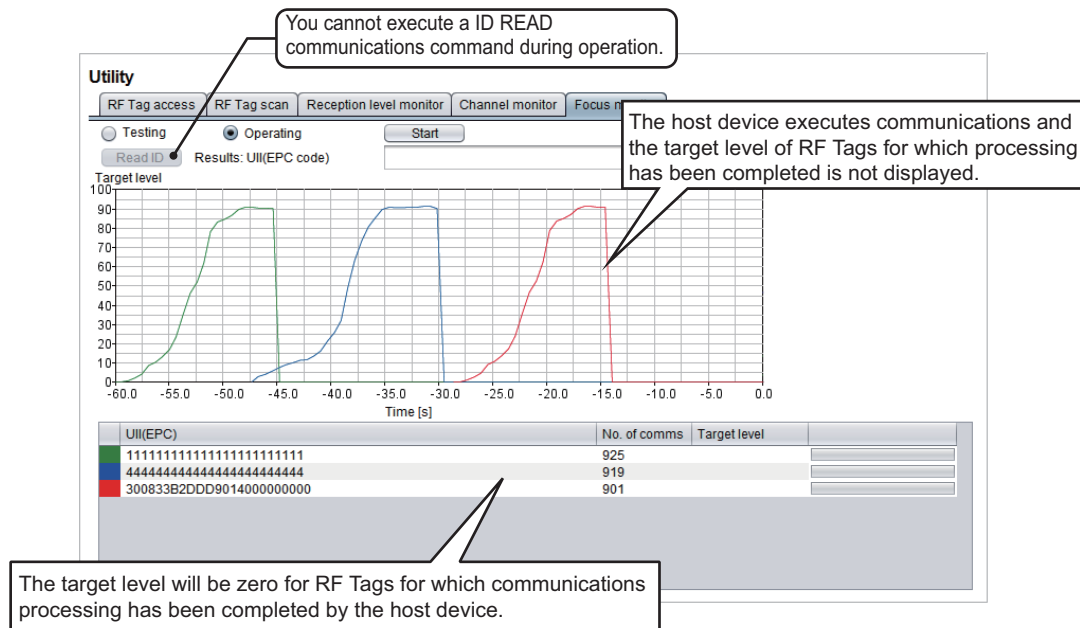 You cannot execute a ID READ
communications command during operation.
Utility
RF Tag access RF Tag scan Reception level monitor Channel monitor Focus
Testing Operating Start
Read ID Results: UII(EPC code)
The host device executes communications and
the target level of RF Tags for which processing
has been completed is not displayed.
Target level
100
90
80
70
60
50
40
30
20
10
0
-60.0 -55.0 -50.0 -45.0 -40.0 -35.0 -30.0 -25.0 -20.0 -15.0 -10.0 -5.0 0.0
Time [s]
UII(EPC) No. of comms Target level
111111111111111111111111 925
444444444444444444444444 919
300833B2DDD9014000000000 901
The target level will be zero for RF Tags for which communications
processing has been completed by the host device.